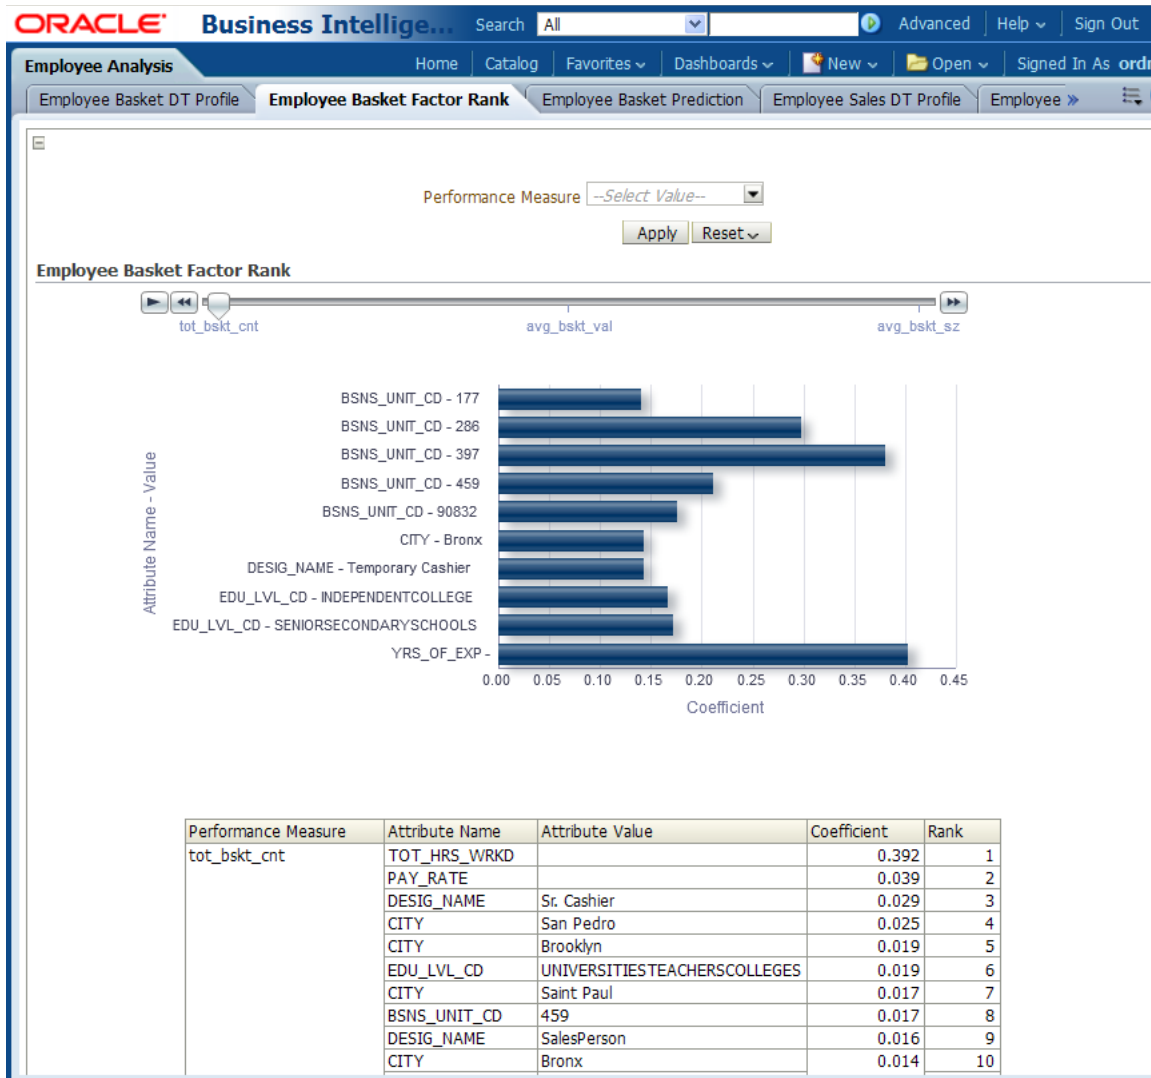 ORACLE Business Intellige... Search All Advanced Help Sign Out
Employee Analysis Home Catalog Favorites Dashboards New Open Signed In As
Employee Basket DT Profile Employee Basket Factor Rank Employee Basket Prediction Employee Sales DT Profile Employee »
Performance Measure --Select Value--
Apply Reset
Employee Basket Factor Rank
tot_bskt_cnt avg_bskt_val avg_bskt_sz
Attribute Name - Value
BSNS_UNIT_CD - 177
BSNS_UNIT_CD - 286
BSNS_UNIT_CD - 397
BSNS_UNIT_CD - 459
BSNS_UNIT_CD - 90832
CITY - Bronx
DESIG_NAME - Temporary Cashier
EDU_LVL_CD - INDEPENDENTCOLLEGE
EDU_LVL_CD - SENIORSECONDARYSCHOOLS
YRS_OF_EXP -
0.00 0.05 0.10 0.15 0.20 0.25 0.30 0.35 0.40 0.45
Coefficient
Performance Measure Attribute Name Attribute Value Coefficient Rank
tot_bskt_cnt TOT_HRS_WRKD 0.392 1
PAY_RATE 0.039 2
DESIG_NAME Sr. Cashier 0.029 3
CITY San Pedro 0.025 4
CITY Brooklyn 0.019 5
EDU_LVL_CD UNIVERSITIESTEACHERSCOLLEGES 0.019 6
CITY Saint Paul 0.017 7
BSNS_UNIT_CD 459 0.017 8
DESIG_NAME SalesPerson 0.016 9
CITY Bronx 0.014 10